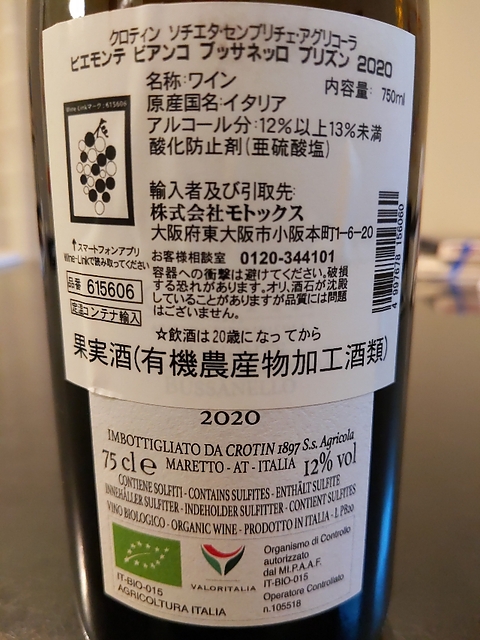 クロティン ソチエタ・センプリチェ・アグリコーラ
ピエモンテ ビアンコ ブッサネッロ プリズン 2020
名称:ワイン
内容量: 750ml
原産国名:イタリア
アルコール分:12%以上13%未満
酸化防止剤(亜硫酸塩)
Wine-Linkマーク:615606
輸入者及び引取先:
株式会社モトックス
大阪府東大阪市小阪本町1-6-20
↑スマートフォンアプリ
Wine-Linkで読み取ってください
お客様相談室 0120-344101
容器への衝撃は避けてください。破損
する恐れがあります。オリ、酒石が沈殿
していることがありますが品質には問題
はございません。
品番 615606
定温コンテナ輸入
☆飲酒は20歳になってから
果実酒(有機農産物加工酒類)
4 997678 156060
BUSSANELLO
2020
IMBOTTIGLIATO DA CROTIN 1897 S.s. Agricola
75 cl e MARETTO - AT - ITALIA 12% vol
CONTIENE SOLFITI - CONTAINS SULFITES - ENTHÄLT SULFITE
INNEHÅLLER SULFITER - INDEHOLDER SULFITTER - CONTIENT SULFITES
VINO BIOLOGICO - ORGANIC WINE - PRODOTTO IN ITALIA - L PB20
IT-BIO-015
AGRICOLTURA ITALIA
VALORITALIA
Organismo di Controllo
autorizzato
dal MI.P.A.A.F.
IT-BIO-015
Operatore Controllato
n.105518